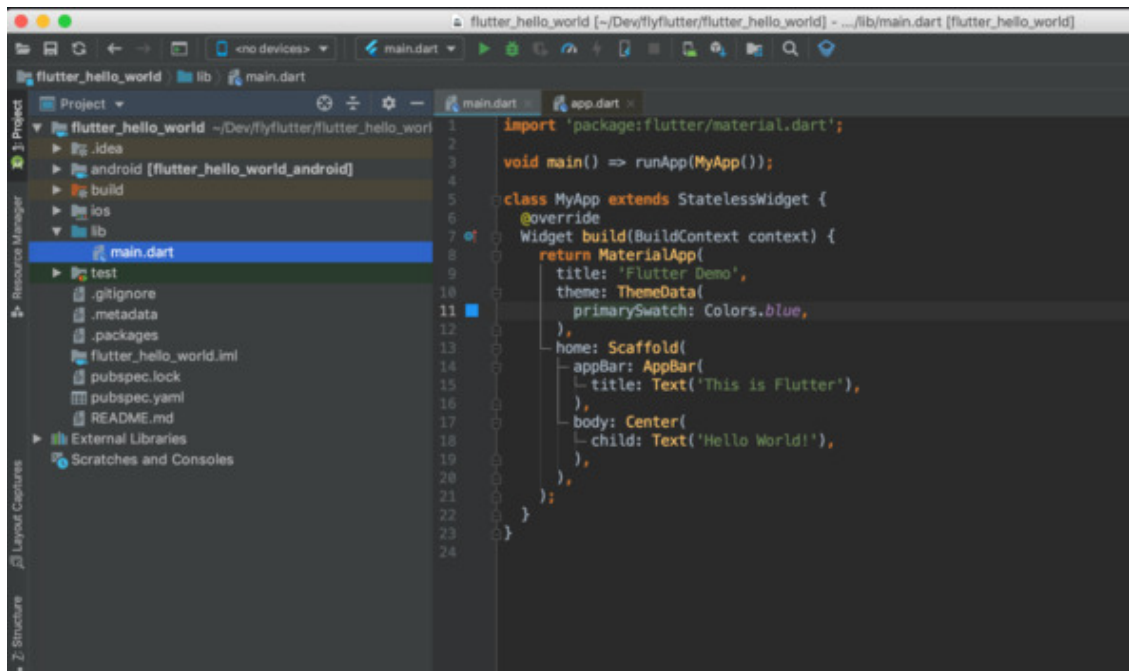 flutter_hello_world [~/Dev/flyflutter/flutter_hello_world] - .../lib/main.dart [flutter_hello_world]
<no devices> main.dart
flutter_hello_world lib main.dart
1: Project
Resource Manager
Layout Captures
Z: Structure
Project
flutter_hello_world ~/Dev/flyflutter/flutter_hello_worl
.idea
android [flutter_hello_world_android]
build
ios
lib
main.dart
test
.gitignore
.metadata
.packages
flutter_hello_world.iml
pubspec.lock
pubspec.yaml
README.md
External Libraries
Scratches and Consoles
main.dart app.dart
1 import 'package:flutter/material.dart';
2
3 void main() => runApp(MyApp());
4
5 class MyApp extends StatelessWidget {
6 @override
7 Widget build(BuildContext context) {
8 return MaterialApp(
9 title: 'Flutter Demo',
10 theme: ThemeData(
11 primarySwatch: Colors.blue,
12 ),
13 home: Scaffold(
14 appBar: AppBar(
15 title: Text('This is Flutter'),
16 ),
17 body: Center(
18 child: Text('Hello World!'),
19 ),
20 ),
21 );
22 }
23 }
24